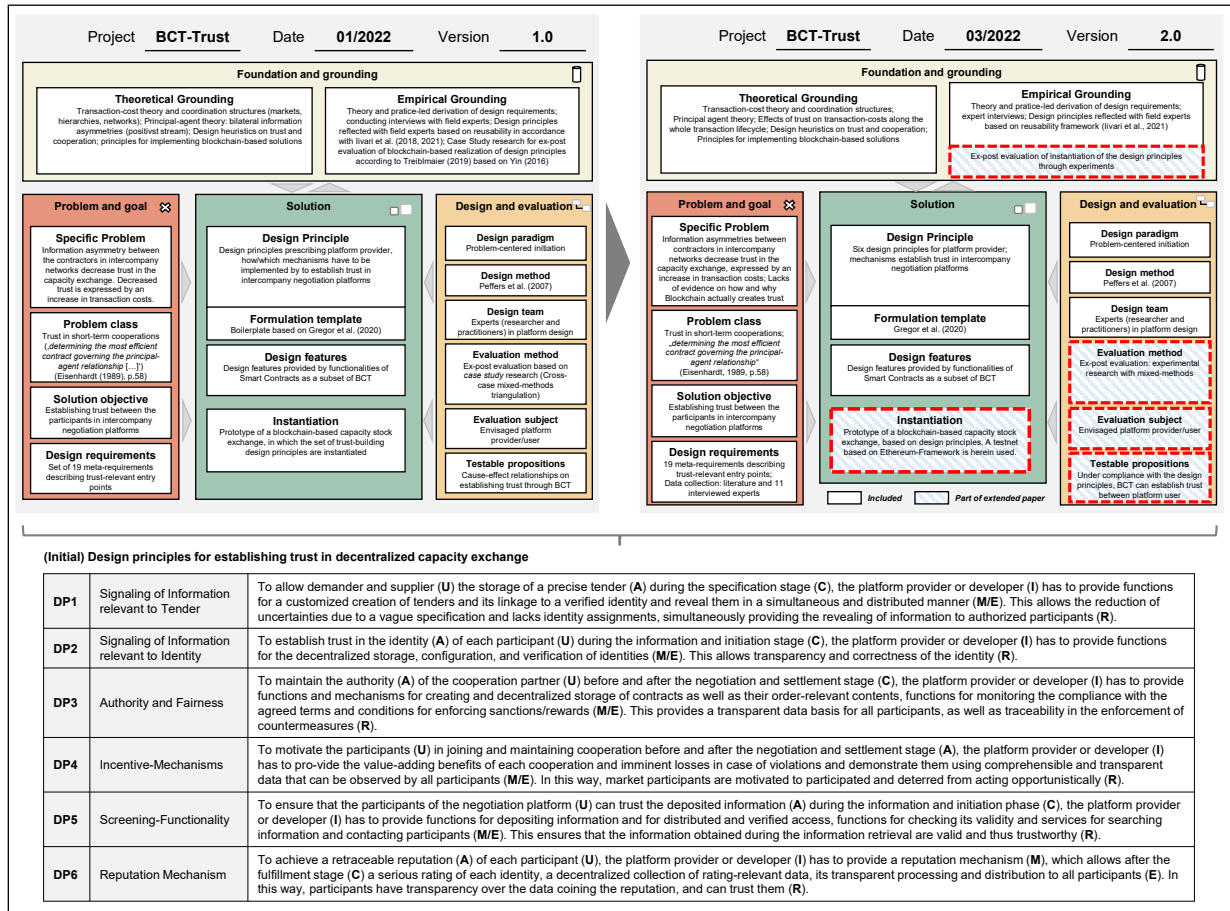 Project BCT-Trust Date 01/2022 Version 1.0
Foundation and grounding
Theoretical Grounding
Transaction-cost theory and coordination structures (markets,
hierarchies, networks); Principal-agent theory: bilateral information
asymmetries (positivst stream); Design heuristics on trust and
cooperation; principles for implementing blockchain-based solutions
Empirical Grounding
Theory and pratice-led derivation of design requirements;
conducting interviews with field experts; Design principles
reflected with field experts based on reusability in accordance
with Iivari et al. (2018, 2021); Case Study research for ex-post
evaluation of blockchain-based realization of design principles
according to Treiblmaier (2019) based on Yin (2016)
Problem and goal
Specific Problem
Information asymmetry between
the contractors in intercompany
networks decrease trust in the
capacity exchange. Decreased
trust is expressed by an
increase in transaction costs.
Problem class
Trust in short-term cooperations
(„determining the most efficient
contract governing the principal-
agent relationship […]')
(Eisenhardt (1989), p.58)
Solution objective
Establishing trust between the
participants in intercompany
negotiation platforms
Design requirements
Set of 19 meta-requirements
describing trust-relevant entry
points
Solution
Design Principle
Design principles prescribing platform provider,
how/which mechanisms have to be
implemented by to establish trust in
intercompany negotiation platforms
Formulation template
Boilerplate based on Gregor et al. (2020)
Design features
Design features provided by functionalities of
Smart Contracts as a subset of BCT
Instantiation
Prototype of a blockchain-based capacity stock
exchange, in which the set of trust-building
design principles are instantiated
Design and evaluation
Design paradigm
Problem-centered initiation
Design method
Peffers et al. (2007)
Design team
Experts (researcher and
practitioners) in platform design
Evaluation method
Ex-post evaluation based on
case study research (Cross-
case mixed-methods
triangulation)
Evaluation subject
Envisaged platform
provider/user
Testable propositions
Cause-effect relationships on
establishing trust through BCT
Project BCT-Trust Date 03/2022 Version 2.0
Foundation and grounding
Theoretical Grounding
Transaction-cost theory and coordination structures;
Principal agent theory; Effects of trust on transaction-costs along
the whole transaction lifecycle; Design heuristics on trust and cooperation;
Principles for implementing blockchain-based solutions
Empirical Grounding
Theory and pratice-led derivation of design requirements;
expert interviews; Design principles reflected with field experts
based on reusability framework (Iivari et al., 2021)
Ex-post evaluation of instantiation of the design principles
through experiments
Problem and goal
Specific Problem
Information asymmetries between
contractors in intercompany
networks decrease trust in the
capacity exchange, expressed by an
increase in transaction costs; Lacks
of evidence on how and why
Blockchain actually creates trust
Problem class
Trust in short-term cooperations;
„determining the most efficient
contract governing the principal-
agent relationship“
(Eisenhardt, 1989, p.58)
Solution objective
Establishing trust between the
participants in intercompany
negotiation platforms
Design requirements
19 meta-requirements describing
trust-relevant entry points;
Data collection: literature and 11
interviewed experts
Solution
Design Principle
Six design principles for platform provider;
mechanisms establish trust in intercompany
negotiation platforms
Formulation template
Gregor et al. (2020)
Design features
Design features provided by functionalities
of Smart Contracts as a subset of BCT
Instantiation
Prototype of a blockchain-based capacity stock
exchange, based on design principles. A testnet
based on Ethereum-Framework is herein used.
Included
Part of extended paper
Design and evaluation
Design paradigm
Problem-centered initiation
Design method
Peffers et al. (2007)
Design team
Experts (researcher and
practitioners) in platform design
Evaluation method
Ex-post evaluation: experimental
research with mixed-methods
Evaluation subject
Envisaged platform provider/user
Testable propositions
Under compliance with the design
principles, BCT can establish trust
between platform user
(Initial) Design principles for establishing trust in decentralized capacity exchange
DP1
Signaling of Information
relevant to Tender
To allow demander and supplier (U) the storage of a precise tender (A) during the specification stage (C), the platform provider or developer (I) has to provide functions
for a customized creation of tenders and its linkage to a verified identity and reveal them in a simultaneous and distributed manner (M/E). This allows the reduction of
uncertainties due to a vague specification and lacks identity assignments, simultaneously providing the revealing of information to authorized participants (R).
DP2
Signaling of Information
relevant to Identity
To establish trust in the identity (A) of each participant (U) during the information and initiation stage (C), the platform provider or developer (I) has to provide functions
for the decentralized storage, configuration, and verification of identities (M/E). This allows transparency and correctness of the identity (R).
DP3
Authority and Fairness
To maintain the authority (A) of the cooperation partner (U) before and after the negotiation and settlement stage (C), the platform provider or developer (I) has to provide
functions and mechanisms for creating and decentralized storage of contracts as well as their order-relevant contents, functions for monitoring the compliance with the
agreed terms and conditions for enforcing sanctions/rewards (M/E). This provides a transparent data basis for all participants, as well as traceability in the enforcement of
countermeasures (R).
DP4
Incentive-Mechanisms
To motivate the participants (U) in joining and maintaining cooperation before and after the negotiation and settlement stage (A), the platform provider or developer (I)
has to pro-vide the value-adding benefits of each cooperation and imminent losses in case of violations and demonstrate them using comprehensible and transparent
data that can be observed by all participants (M/E). In this way, market participants are motivated to participated and deterred from acting opportunistically (R).
DP5
Screening-Functionality
To ensure that the participants of the negotiation platform (U) can trust the deposited information (A) during the information and initiation phase (C), the platform provider
or developer (I) has to provide functions for depositing information and for distributed and verified access, functions for checking its validity and services for searching
information and contacting participants (M/E). This ensures that the information obtained during the information retrieval are valid and thus trustworthy (R).
DP6
Reputation Mechanism
To achieve a retraceable reputation (A) of each participant (U), the platform provider or developer (I) has to provide a reputation mechanism (M), which allows after the
fulfillment stage (C) a serious rating of each identity, a decentralized collection of rating-relevant data, its transparent processing and distribution to all participants (E). In
this way, participants have transparency over the data coining the reputation, and can trust them (R).